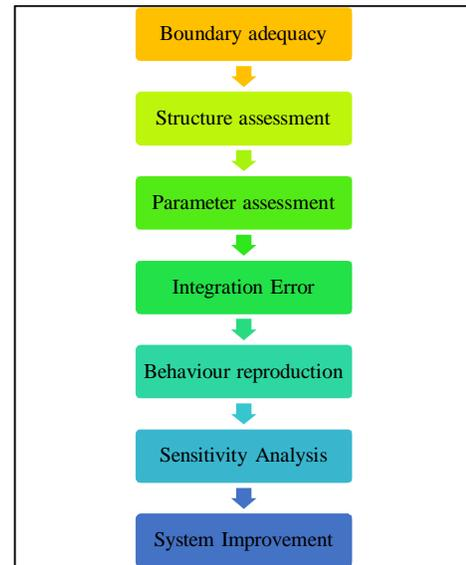 Boundary adequacy
Structure assessment
Parameter assessment
Integration Error
Behaviour reproduction
Sensitivity Analysis
System Improvement